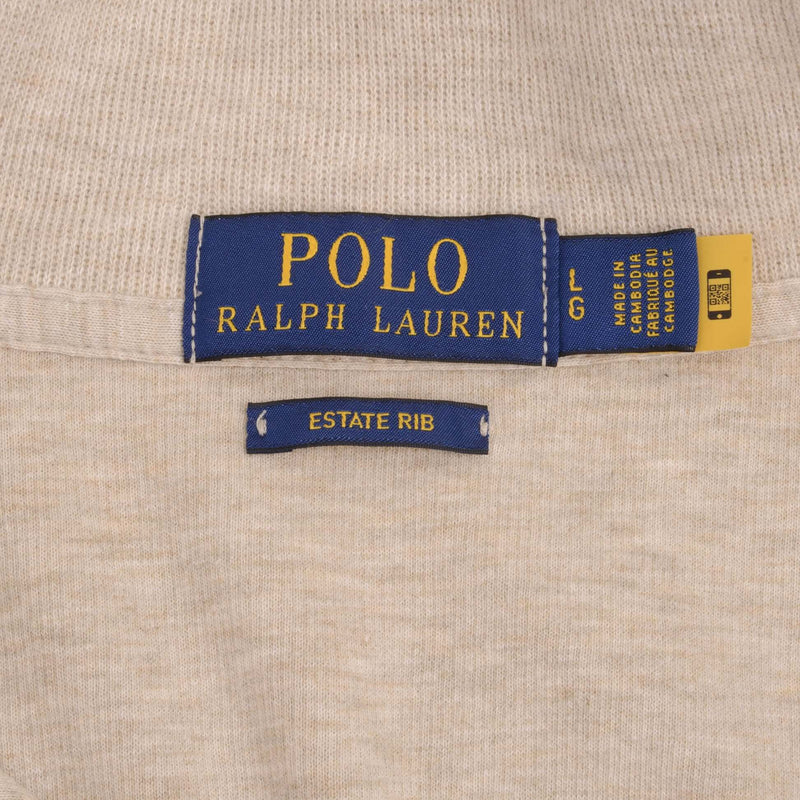 POLO
RALPH LAUREN
L
G
MADE IN
CAMBODIA
FABRIQUÉ AU
CAMBODGE
ESTATE RIB